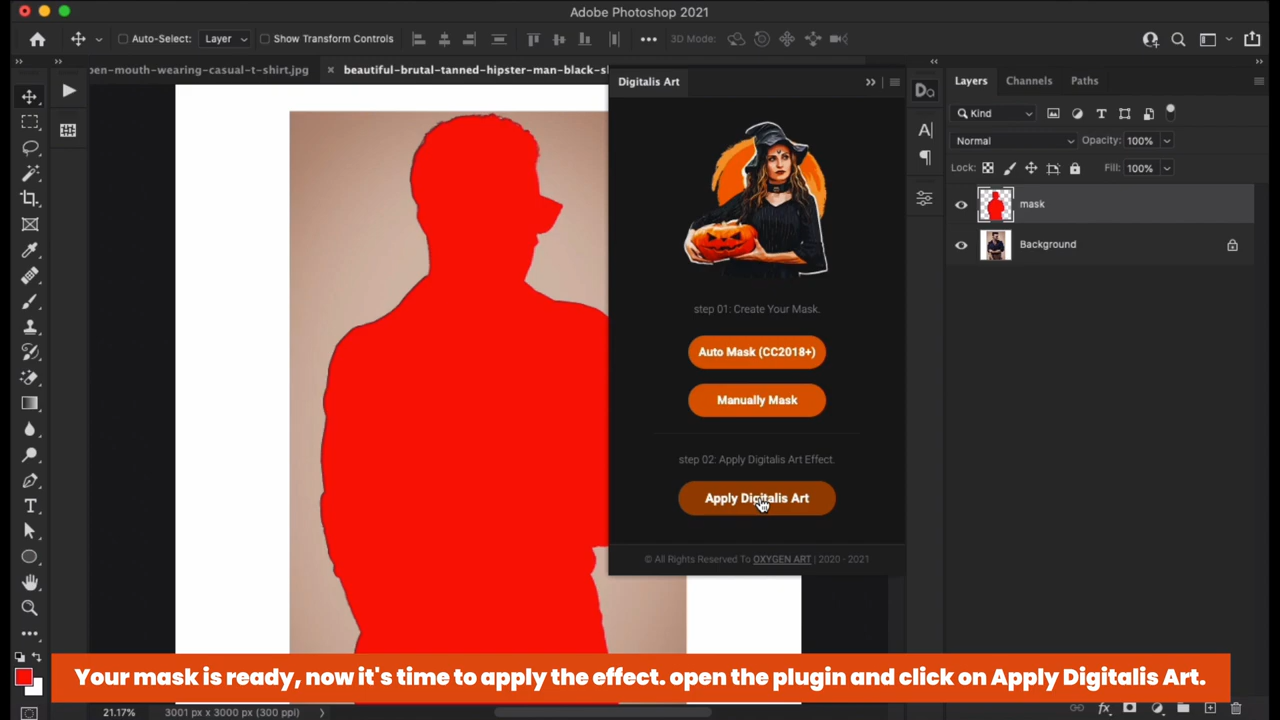 Adobe Photoshop 2021
Auto-Select:
Layer
Show Transform Controls
3D Mode:
pen-mouth-wearing-casual-t-shirt.jpg
beautiful-brutal-tanned-hipster-man-black-sh
Digitalis Art
Layers
Channels
Paths
Kind
Normal
Opacity: 100%
Lock:
Fill: 100%
mask
Background
step 01: Create Your Mask.
Auto Mask (CC2018+)
Manually Mask
step 02: Apply Digitalis Art Effect.
Apply Digitalis Art
© All Rights Reserved To OXYGEN ART | 2020 - 2021
Your mask is ready, now it's time to apply the effect. open the plugin and click on Apply Digitalis Art.
21.17%
3001 px x 3000 px (300 ppi)